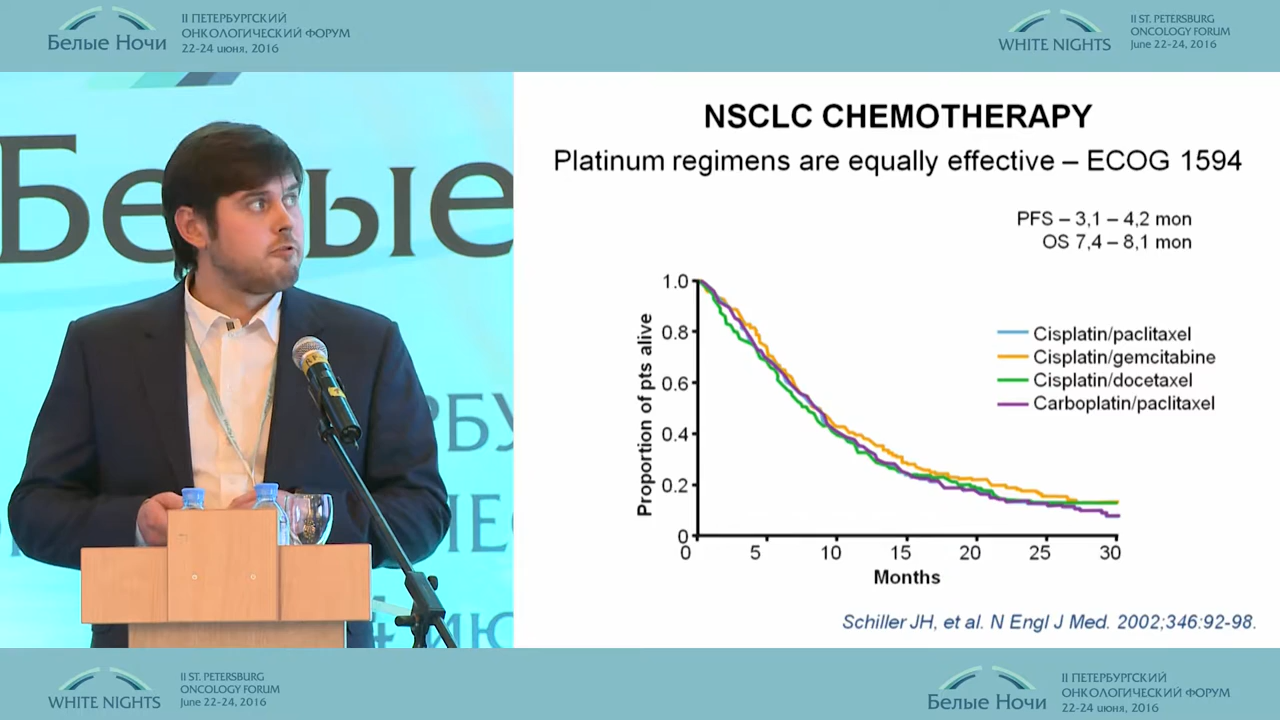 Белые Ночи
II ПЕТЕРБУРГСКИЙ
ОНКОЛОГИЧЕСКИЙ ФОРУМ
22-24 июня, 2016
WHITE NIGHTS
II ST. PETERSBURG
ONCOLOGY FORUM
June 22-24, 2016
Белые
РБУ
ИЕ
4 ию
NSCLC CHEMOTHERAPY
Platinum regimens are equally effective – ECOG 1594
PFS – 3,1 – 4,2 mon
OS 7,4 – 8,1 mon
Proportion of pts alive
1.0
0.8
0.6
0.4
0.2
0
0 5 10 15 20 25 30
Months
Cisplatin/paclitaxel
Cisplatin/gemcitabine
Cisplatin/docetaxel
Carboplatin/paclitaxel
Schiller JH, et al. N Engl J Med. 2002;346:92-98.
WHITE NIGHTS
II ST. PETERSBURG
ONCOLOGY FORUM
June 22-24, 2016
Белые Ночи
II ПЕТЕРБУРГСКИЙ
ОНКОЛОГИЧЕСКИЙ ФОРУМ
22-24 июня, 2016